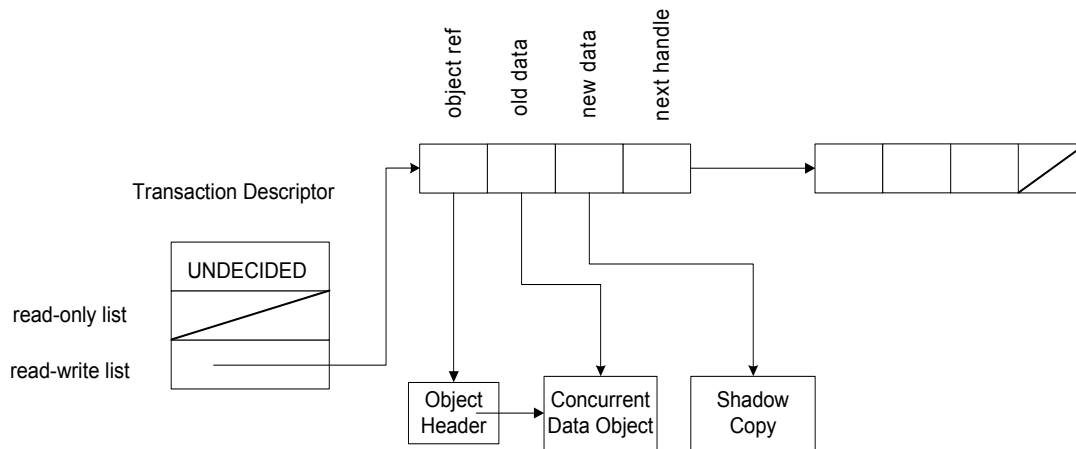 object ref
old data
new data
next handle
Transaction Descriptor
UNDECIDED
read-only list
read-write list
Object
Header
Concurrent
Data Object
Shadow
Copy